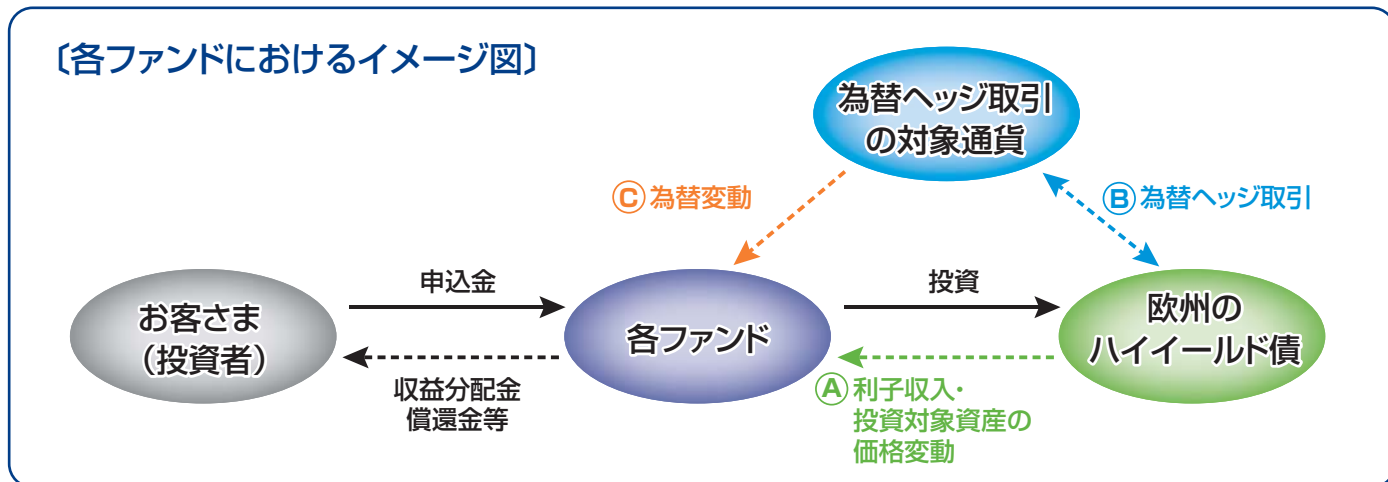 〔各ファンドにおけるイメージ図〕
為替ヘッジ取引
の対象通貨
Ⓒ為替変動
Ⓑ為替ヘッジ取引
お客さま
（投資者）
申込金
収益分配金
償還金等
各ファンド
投資
Ⓐ利子収入・
投資対象資産の
価格変動
欧州の
ハイイールド債